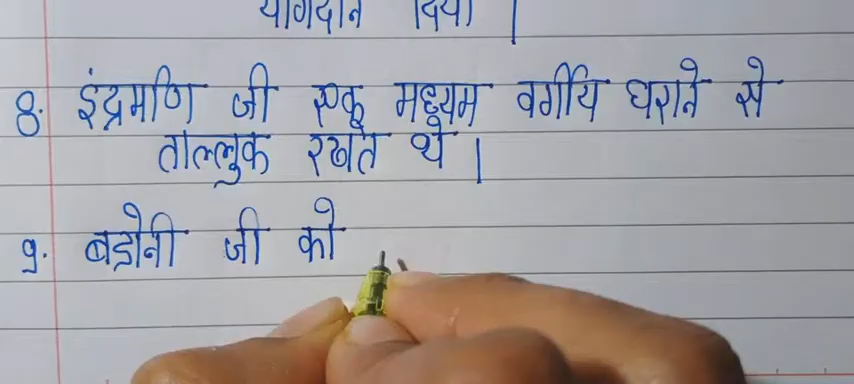 योगदान दिया |
8. इंद्रमणि जी एक मध्यम वर्गीय घराने से
ताल्लुक रखते थे |
9. बडोनी जी को